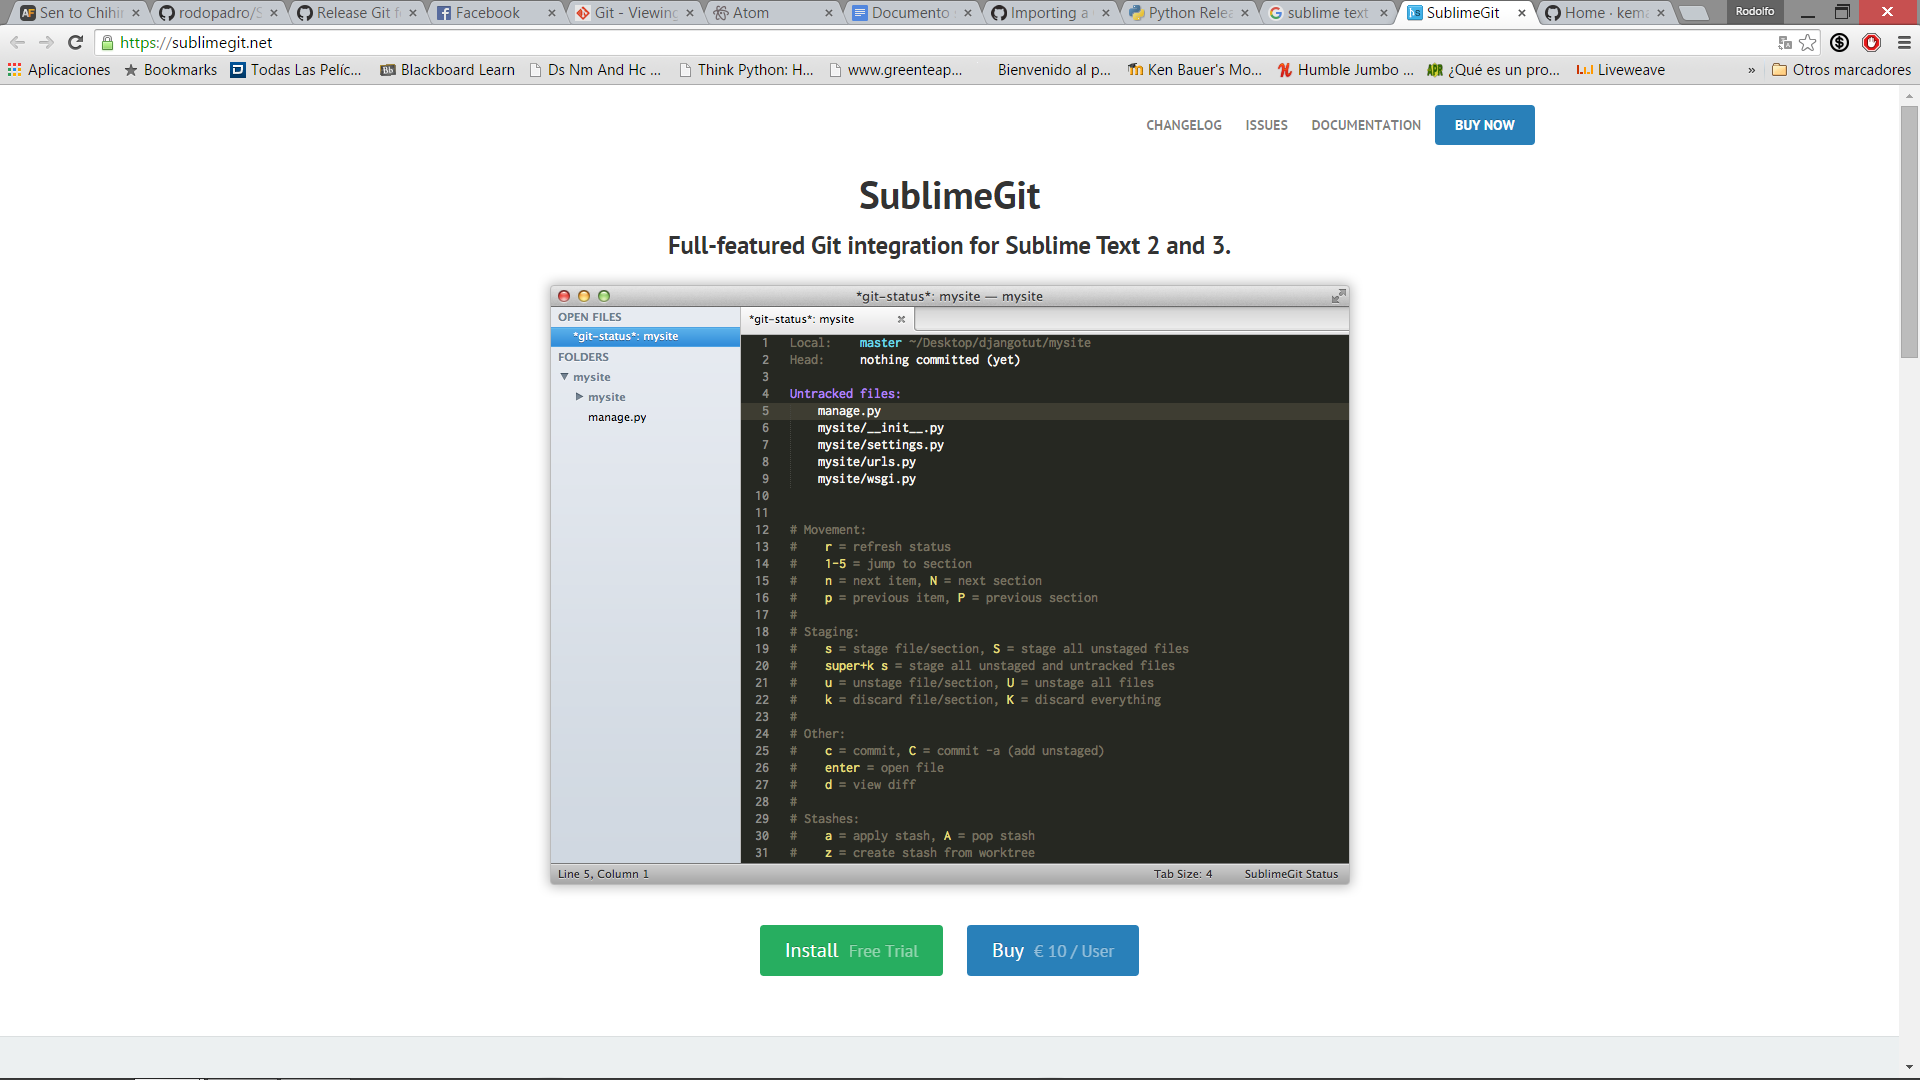 Sen to Chihi
rodopadro/S
Release Git f
Facebook
Git - Viewing
Atom
Documento
Importing a
Python Relea
sublime text
SublimeGit
Home · kema
Rodolfo
https://sublimegit.net
Aplicaciones
Bookmarks
Todas Las Pelíc...
Blackboard Learn
Ds Nm And Hc ...
Think Python: H...
www.greenteap...
Bienvenido al p...
Ken Bauer's Mo...
Humble Jumbo ...
¿Qué es un pro...
Liveweave
»
Otros marcadores
CHANGELOG
ISSUES
DOCUMENTATION
BUY NOW
SublimeGit
Full-featured Git integration for Sublime Text 2 and 3.
*git-status*: mysite — mysite
OPEN FILES
*git-status*: mysite
FOLDERS
mysite
mysite
manage.py
*git-status*: mysite
1 Local: master ~/Desktop/djangotut/mysite
2 Head: nothing committed (yet)
3
4 Untracked files:
5 manage.py
6 mysite/__init__.py
7 mysite/settings.py
8 mysite/urls.py
9 mysite/wsgi.py
10
11
12 # Movement:
13 # r = refresh status
14 # 1-5 = jump to section
15 # n = next item, N = next section
16 # p = previous item, P = previous section
17 #
18 # Staging:
19 # s = stage file/section, S = stage all unstaged files
20 # super+k s = stage all unstaged and untracked files
21 # u = unstage file/section, U = unstage all files
22 # k = discard file/section, K = discard everything
23 #
24 # Other:
25 # c = commit, C = commit -a (add unstaged)
26 # enter = open file
27 # d = view diff
28 #
29 # Stashes:
30 # a = apply stash, A = pop stash
31 # z = create stash from worktree
Line 5, Column 1
Tab Size: 4
SublimeGit Status
Install Free Trial
Buy € 10 / User